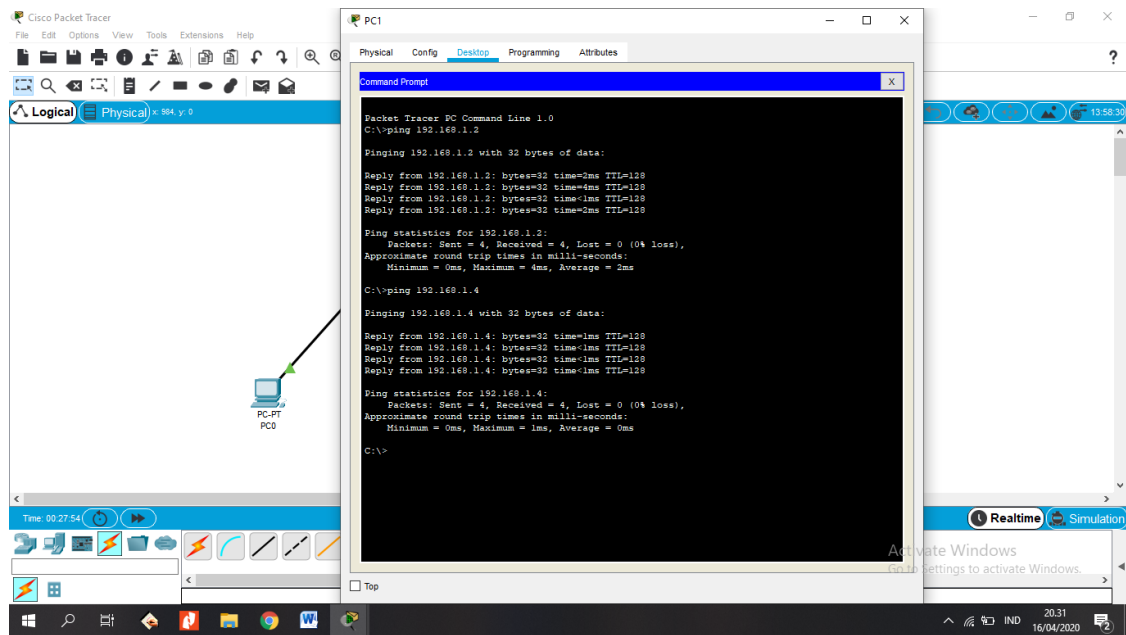 Cisco Packet Tracer
File Edit Options View Tools Extensions Help
Logical
Physical
x: 984, y: 0
13:58:30
PC-PT
PC0
Time: 00:27:54
Realtime
Simulation
PC1
Physical Config Desktop Programming Attributes
Command Prompt
X
Packet Tracer PC Command Line 1.0
C:\>ping 192.168.1.2
Pinging 192.168.1.2 with 32 bytes of data:
Reply from 192.168.1.2: bytes=32 time=2ms TTL=128
Reply from 192.168.1.2: bytes=32 time=4ms TTL=128
Reply from 192.168.1.2: bytes=32 time<1ms TTL=128
Reply from 192.168.1.2: bytes=32 time=2ms TTL=128
Ping statistics for 192.168.1.2:
Packets: Sent = 4, Received = 4, Lost = 0 (0% loss),
Approximate round trip times in milli-seconds:
Minimum = 0ms, Maximum = 4ms, Average = 2ms
C:\>ping 192.168.1.4
Pinging 192.168.1.4 with 32 bytes of data:
Reply from 192.168.1.4: bytes=32 time=1ms TTL=128
Reply from 192.168.1.4: bytes=32 time<1ms TTL=128
Reply from 192.168.1.4: bytes=32 time<1ms TTL=128
Reply from 192.168.1.4: bytes=32 time<1ms TTL=128
Ping statistics for 192.168.1.4:
Packets: Sent = 4, Received = 4, Lost = 0 (0% loss),
Approximate round trip times in milli-seconds:
Minimum = 0ms, Maximum = 1ms, Average = 0ms
C:\>
Top
Activate Windows
Go to Settings to activate Windows.
IND
20.31
16/04/2020
2